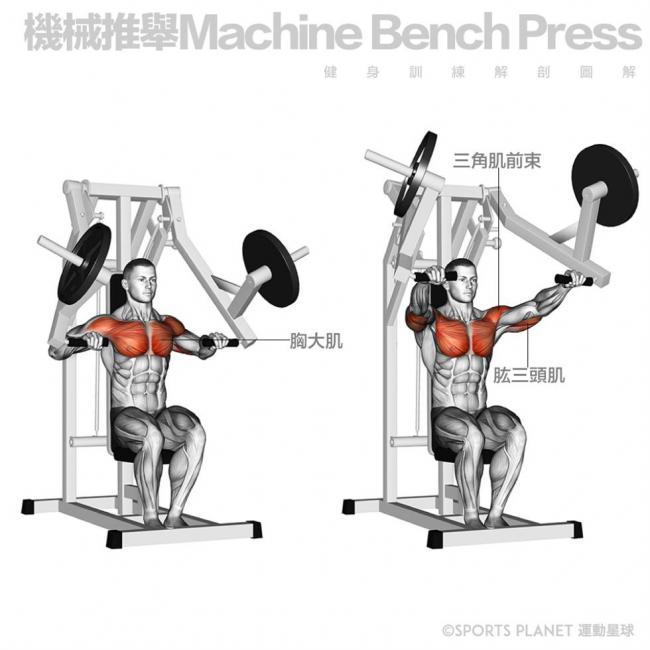 機械推舉Machine Bench Press
健身訓練解剖圖解
三角肌前束
胸大肌
肱三頭肌
©SPORTS PLANET 運動星球